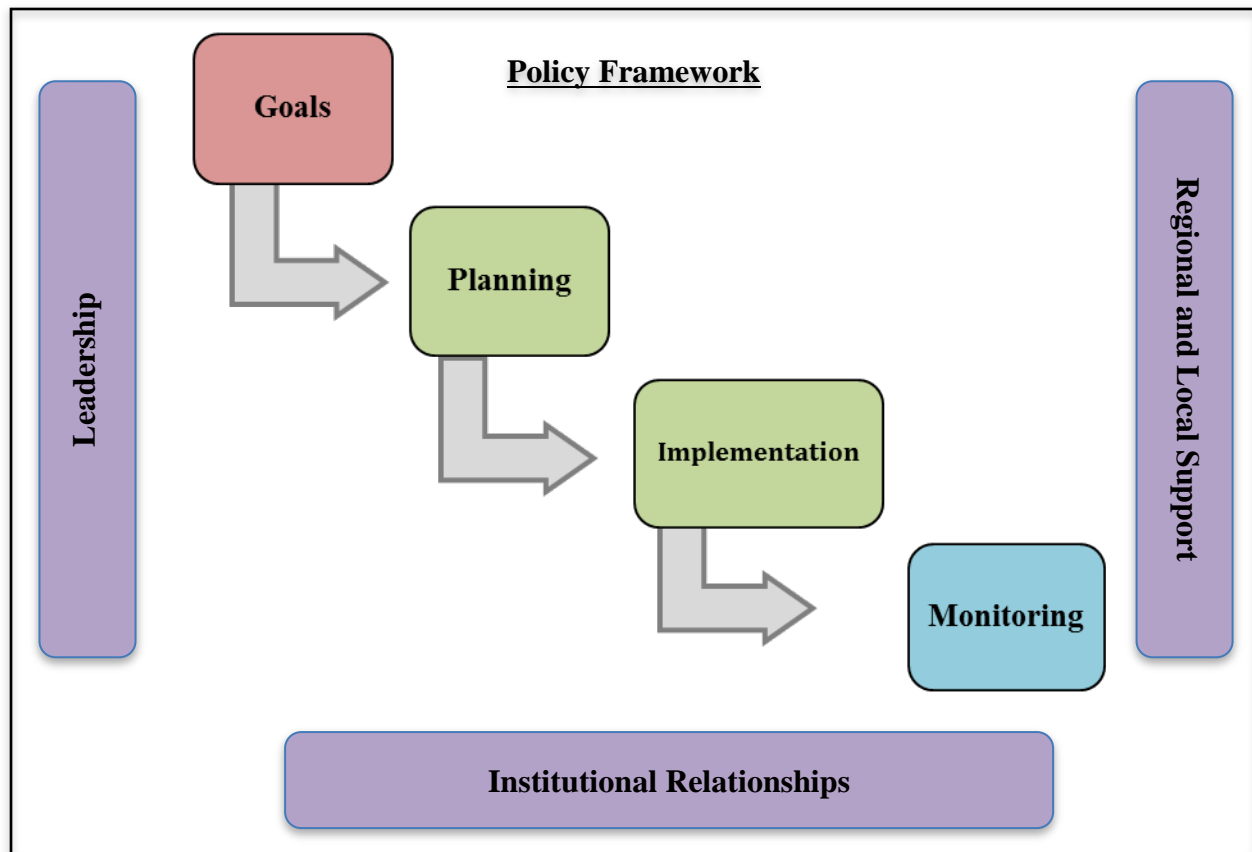 Policy Framework
Goals
Planning
Implementation
Monitoring
Leadership
Regional and Local Support
Institutional Relationships